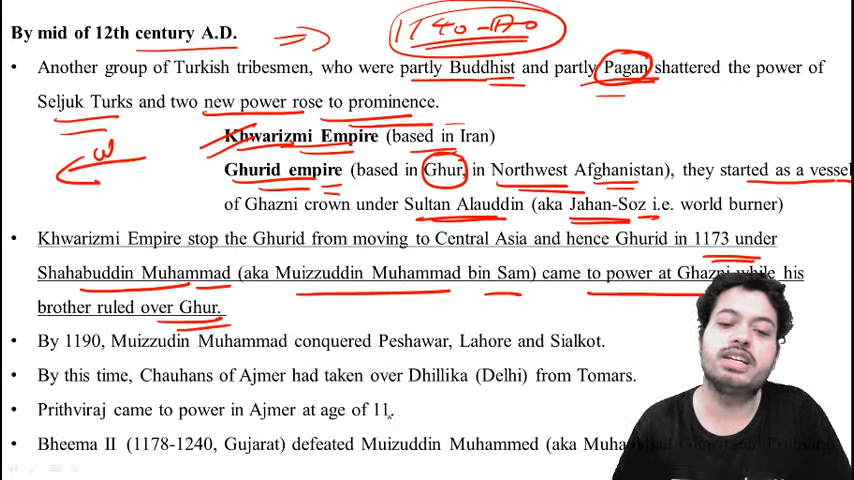 By mid of 12th century A.D.
1140-1170
• Another group of Turkish tribesmen, who were partly Buddhist and partly Pagan shattered the power of
Seljuk Turks and two new power rose to prominence.
Khwarizmi Empire (based in Iran)
Ghurid empire (based in Ghur, in Northwest Afghanistan), they started as a vessel
of Ghazni crown under Sultan Alauddin (aka Jahan-Soz i.e. world burner)
W
• Khwarizmi Empire stop the Ghurid from moving to Central Asia and hence Ghurid in 1173 under
Shahabuddin Muhammad (aka Muizzuddin Muhammad bin Sam) came to power at Ghazni while his
brother ruled over Ghur.
• By 1190, Muizzudin Muhammad conquered Peshawar, Lahore and Sialkot.
• By this time, Chauhans of Ajmer had taken over Dhillika (Delhi) from Tomars.
• Prithviraj came to power in Ajmer at age of 11.
• Bheema II (1178-1240, Gujarat) defeated Muizuddin Muhammed (aka